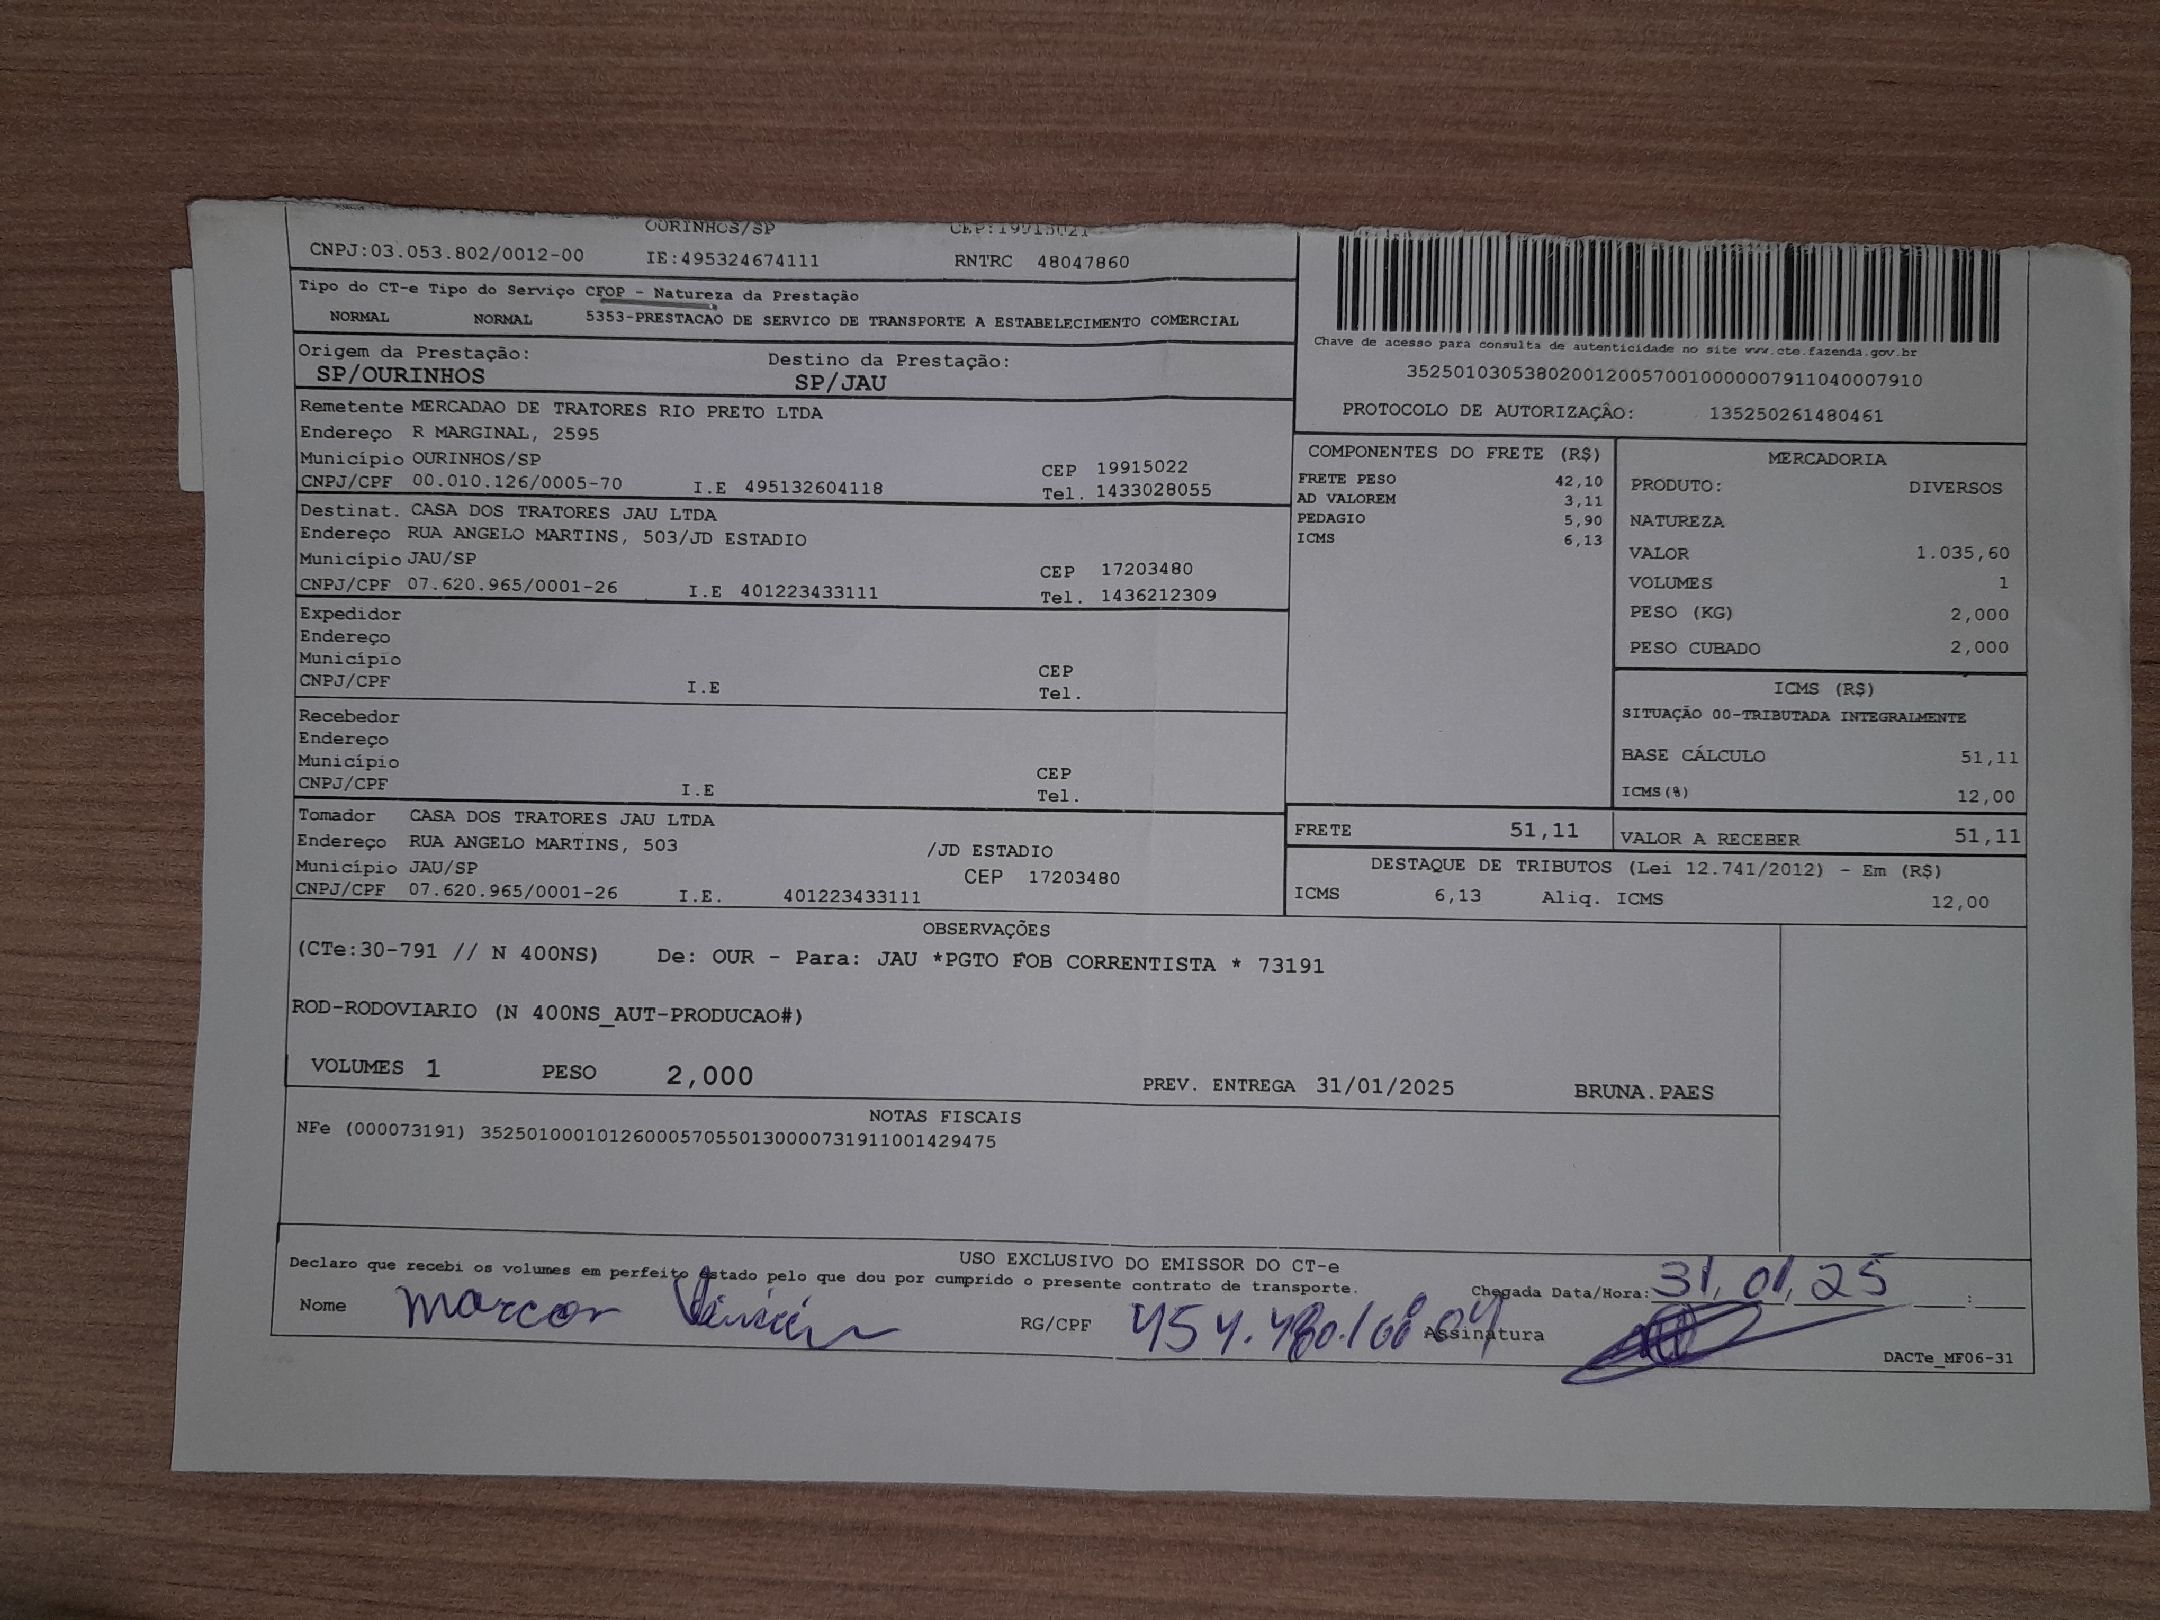 OURINHOS/SP CEP:19915021
CNPJ:03.053.802/0012-00 IE:495324674111 RNTRC 48047860
Tipo do CT-e Tipo do Serviço CFOP - Natureza da Prestação
NORMAL NORMAL 5353-PRESTACAO DE SERVICO DE TRANSPORTE A ESTABELECIMENTO COMERCIAL
Chave de acesso para consulta de autenticidade no site www.cte.fazenda.gov.br
35250103053802001200570010000007911040007910
PROTOCOLO DE AUTORIZAÇÂO: 135250261480461
Origem da Prestação: Destino da Prestação:
SP/OURINHOS SP/JAU
Remetente MERCADAO DE TRATORES RIO PRETO LTDA
Endereço R MARGINAL, 2595
Município OURINHOS/SP CEP 19915022
CNPJ/CPF 00.010.126/0005-70 I.E 495132604118 Tel. 1433028055
Destinat. CASA DOS TRATORES JAU LTDA
Endereço RUA ANGELO MARTINS, 503/JD ESTADIO
Município JAU/SP CEP 17203480
CNPJ/CPF 07.620.965/0001-26 I.E 401223433111 Tel. 1436212309
Expedidor
Endereço
Município CEP
CNPJ/CPF I.E Tel.
Recebedor
Endereço
Município CEP
CNPJ/CPF I.E Tel.
Tomador CASA DOS TRATORES JAU LTDA
Endereço RUA ANGELO MARTINS, 503 /JD ESTADIO
Município JAU/SP CEP 17203480
CNPJ/CPF 07.620.965/0001-26 I.E. 401223433111
COMPONENTES DO FRETE (R$)
FRETE PESO 42,10
AD VALOREM 3,11
PEDAGIO 5,90
ICMS 6,13
MERCADORIA
PRODUTO: DIVERSOS
NATUREZA
VALOR 1.035,60
VOLUMES 1
PESO (KG) 2,000
PESO CUBADO 2,000
ICMS (R$)
SITUAÇÃO 00-TRIBUTADA INTEGRALMENTE
BASE CÁLCULO 51,11
ICMS(%) 12,00
FRETE 51,11 VALOR A RECEBER 51,11
DESTAQUE DE TRIBUTOS (Lei 12.741/2012) - Em (R$)
ICMS 6,13 Aliq. ICMS 12,00
OBSERVAÇÕES
(CTe:30-791 // N 400NS) De: OUR - Para: JAU *PGTO FOB CORRENTISTA * 73191
ROD-RODOVIARIO (N 400NS_AUT-PRODUCAO#)
VOLUMES 1 PESO 2,000 PREV. ENTREGA 31/01/2025 BRUNA.PAES
NOTAS FISCAIS
NFe (000073191) 35250100010126000570550130000731911001429475
USO EXCLUSIVO DO EMISSOR DO CT-e
Declaro que recebi os volumes em perfeito estado pelo que dou por cumprido o presente contrato de transporte. Chegada Data/Hora: 31,01,25 :
Nome Marcos RG/CPF Assinatura
DACTe_MF06-31